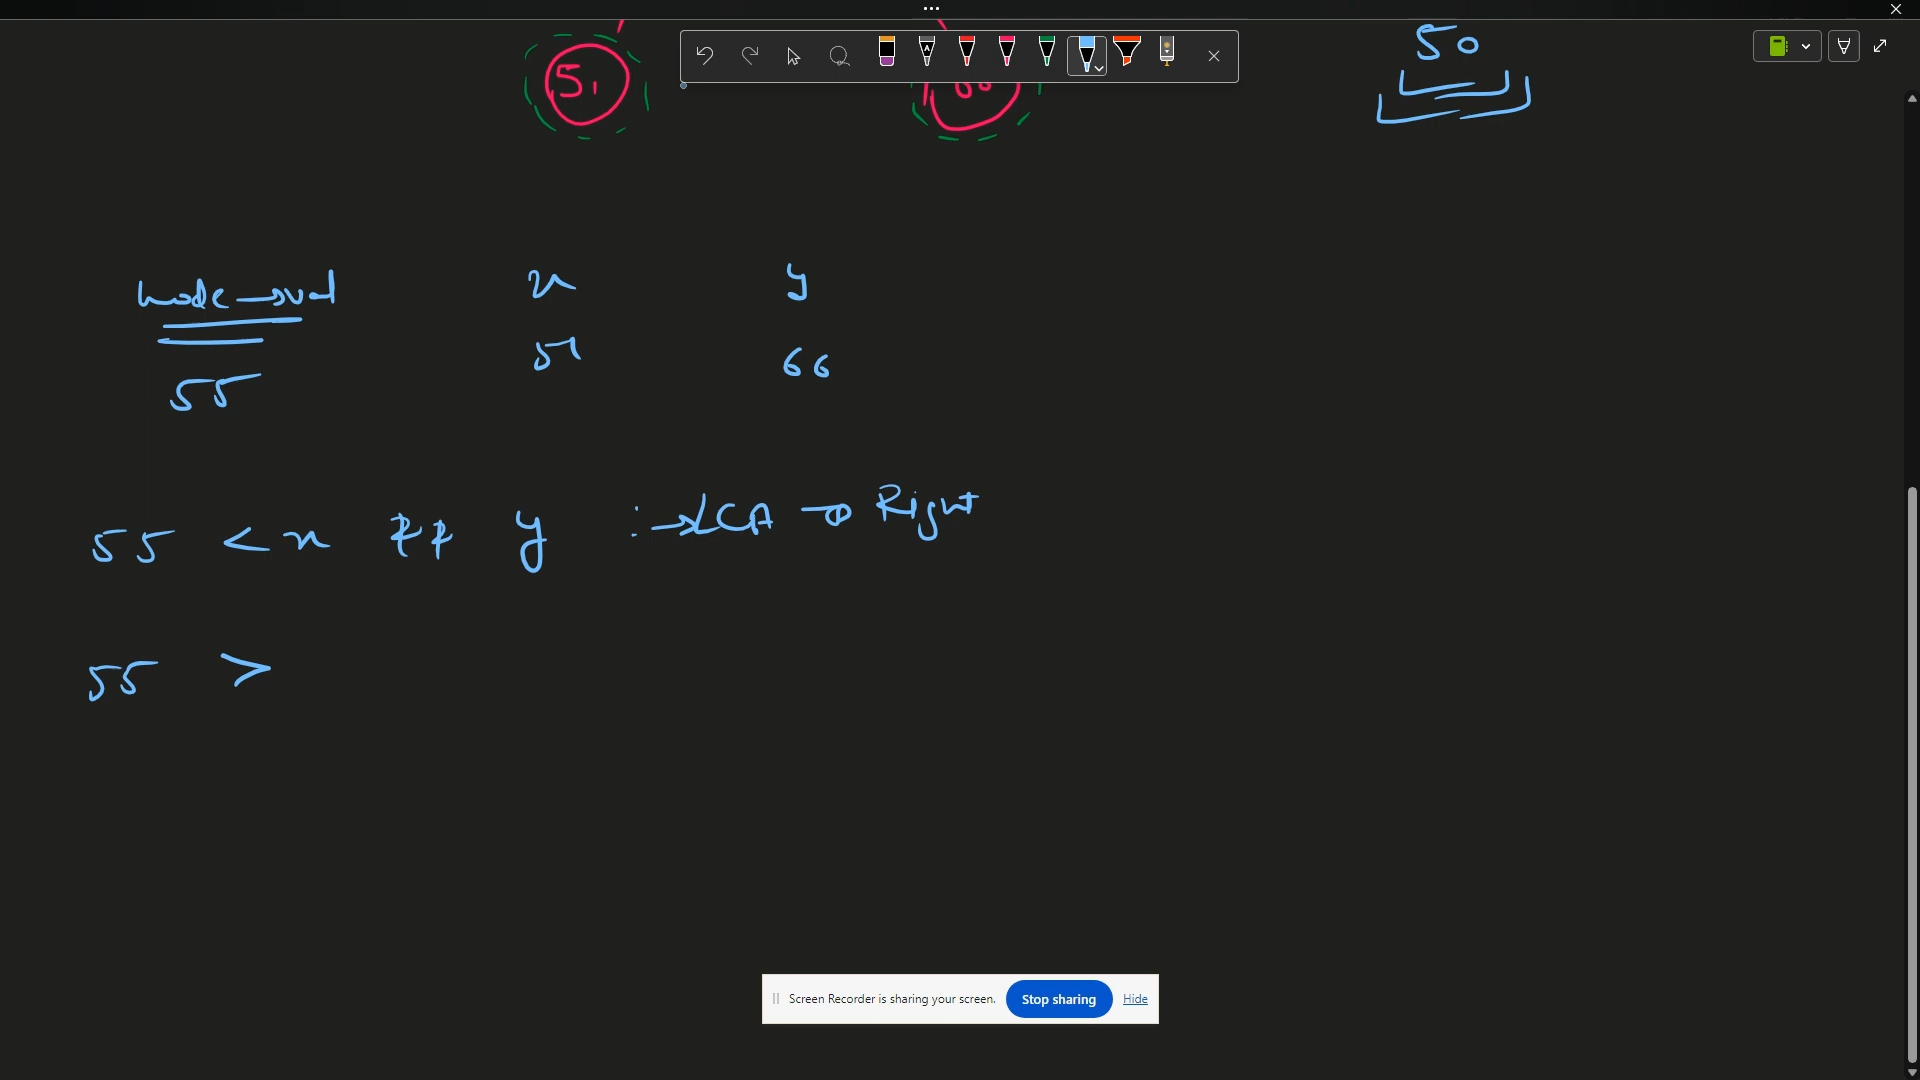 50
51
node→val x y
51 66
55
55 < x && y :→ LCA → Right
55 >
Screen Recorder is sharing your screen. Stop sharing Hide